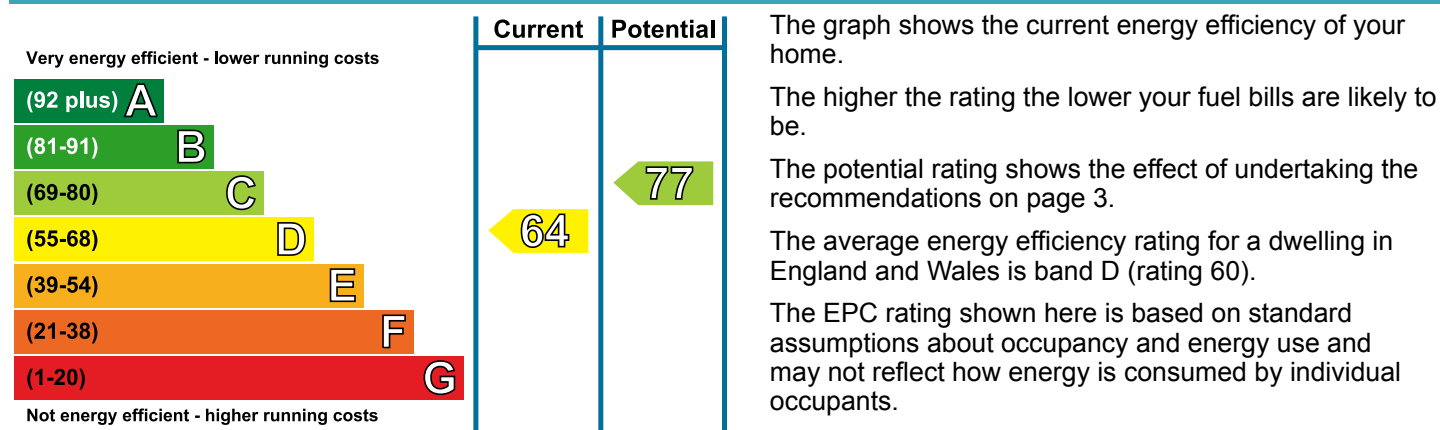 Current Potential
Very energy efficient - lower running costs
(92 plus) A
(81-91) B
(69-80) C
(55-68) D
(39-54) E
(21-38) F
(1-20) G
Not energy efficient - higher running costs
64
77
The graph shows the current energy efficiency of your
home.
The higher the rating the lower your fuel bills are likely to
be.
The potential rating shows the effect of undertaking the
recommendations on page 3.
The average energy efficiency rating for a dwelling in
England and Wales is band D (rating 60).
The EPC rating shown here is based on standard
assumptions about occupancy and energy use and
may not reflect how energy is consumed by individual
occupants.